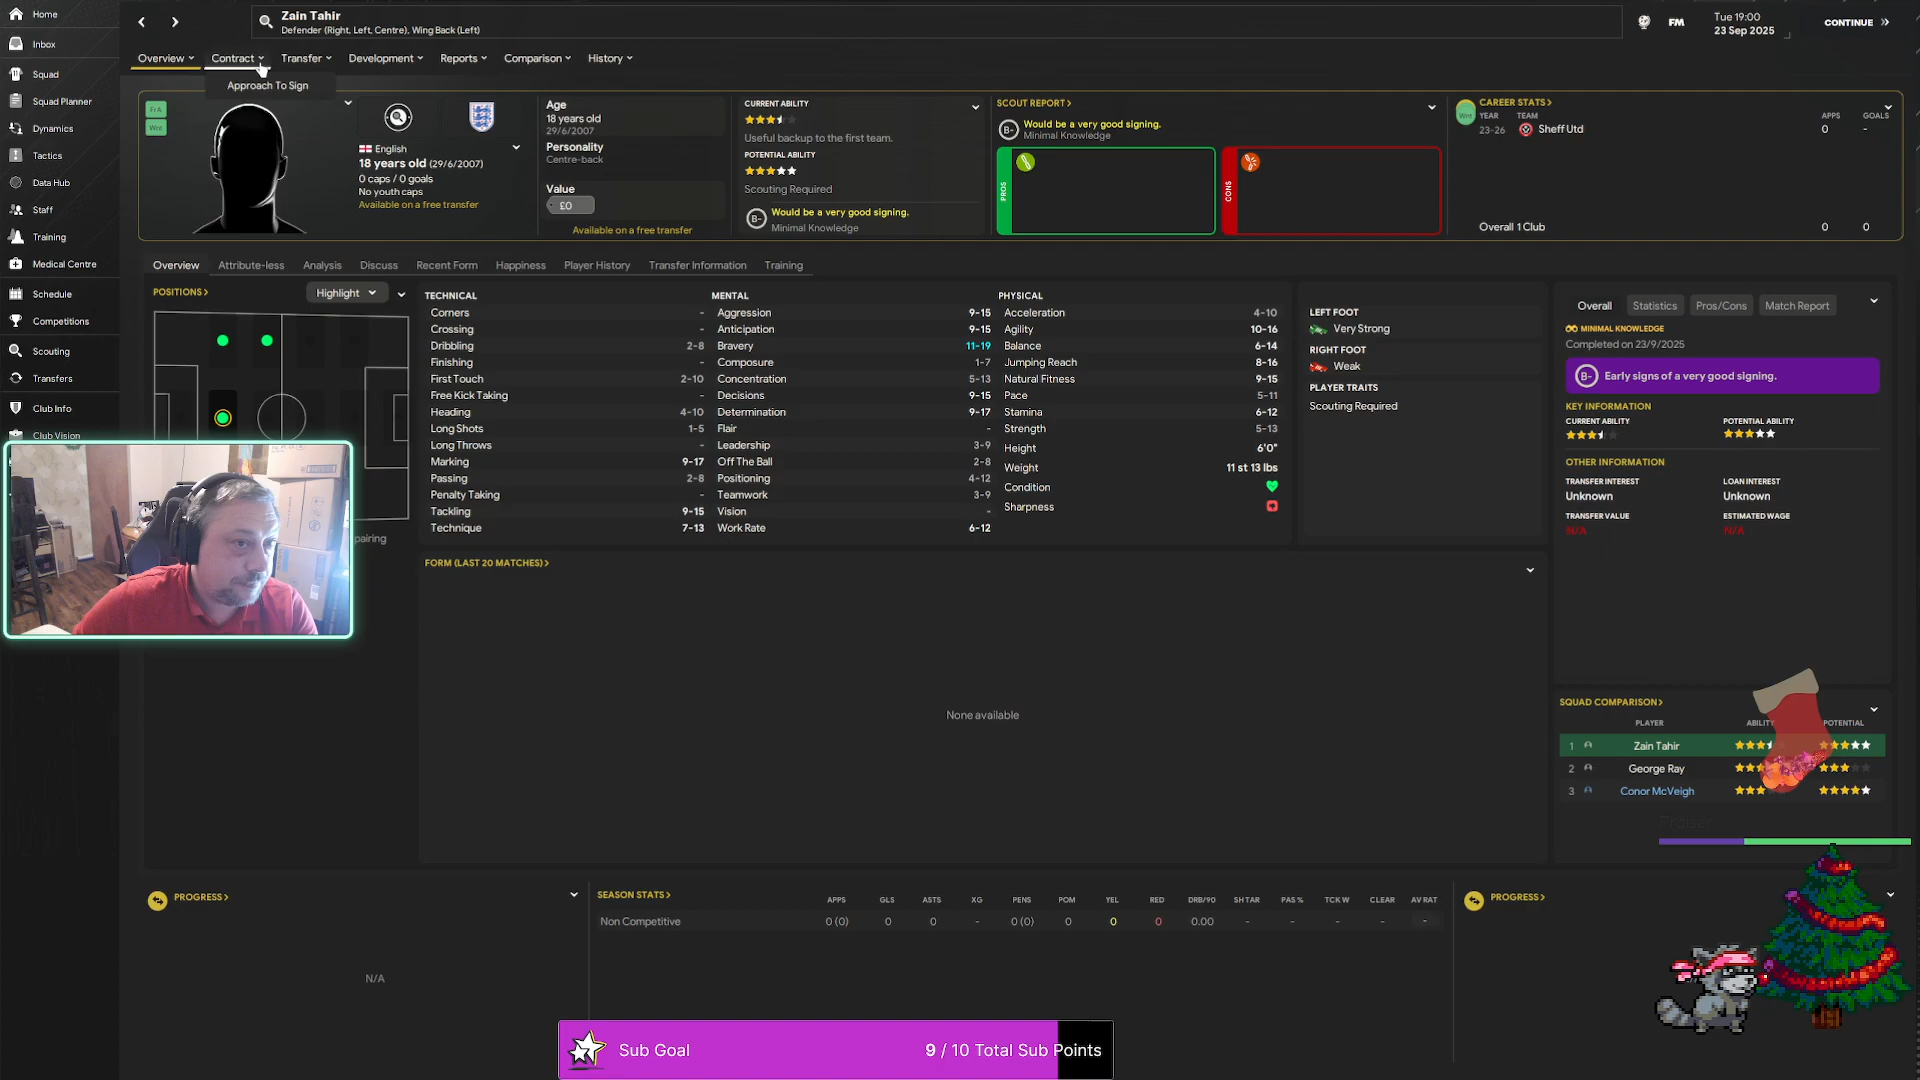 Home
Inbox
Squad
Squad Planner
Dynamics
Tactics
Data Hub
Staff
Training
Medical Centre
Schedule
Competitions
Scouting
Transfers
Club Info
Club Vision
Zain Tahir
Defender (Right, Left, Centre), Wing Back (Left)
FM
Tue 19:00
23 Sep 2025
CONTINUE
Overview Contract Transfer Development Reports Comparison History
Approach To Sign
FrA
Wnt
English
18 years old (29/6/2007)
0 caps / 0 goals
No youth caps
Available on a free transfer
Age
18 years old
29/6/2007
Personality
Centre-back
Value
£0
Available on a free transfer
CURRENT ABILITY
Useful backup to the first team.
POTENTIAL ABILITY
Scouting Required
B- Would be a very good signing.
Minimal Knowledge
SCOUT REPORT >
B- Would be a very good signing.
Minimal Knowledge
PROS
CONS
Wnt
CAREER STATS >
YEAR TEAM APPS GOALS
23-26 Sheff Utd 0 -
Overall 1 Club 0 0
Overview Attribute-less Analysis Discuss Recent Form Happiness Player History Transfer Information Training
POSITIONS >
Highlight
pairing
TECHNICAL
Corners -
Crossing -
Dribbling 2-8
Finishing -
First Touch 2-10
Free Kick Taking -
Heading 4-10
Long Shots 1-5
Long Throws -
Marking 9-17
Passing 2-8
Penalty Taking -
Tackling 9-15
Technique 7-13
MENTAL
Aggression 9-15
Anticipation 9-15
Bravery 11-19
Composure 1-7
Concentration 5-13
Decisions 9-15
Determination 9-17
Flair -
Leadership 3-9
Off The Ball 2-8
Positioning 4-12
Teamwork 3-9
Vision -
Work Rate 6-12
PHYSICAL
Acceleration 4-10
Agility 10-16
Balance 6-14
Jumping Reach 8-16
Natural Fitness 9-15
Pace 5-11
Stamina 6-12
Strength 5-13
Height 6'0"
Weight 11 st 13 lbs
Condition
Sharpness
LEFT FOOT
Very Strong
RIGHT FOOT
Weak
PLAYER TRAITS
Scouting Required
Overall Statistics Pros/Cons Match Report
MINIMAL KNOWLEDGE
Completed on 23/9/2025
B- Early signs of a very good signing.
KEY INFORMATION
CURRENT ABILITY POTENTIAL ABILITY
OTHER INFORMATION
TRANSFER INTEREST LOAN INTEREST
Unknown Unknown
TRANSFER VALUE ESTIMATED WAGE
N/A N/A
FORM (LAST 20 MATCHES) >
None available
SQUAD COMPARISON >
PLAYER ABILITY POTENTIAL
1 Zain Tahir
2 George Ray
3 Conor McVeigh
PROGRESS >
N/A
SEASON STATS > APPS GLS ASTS XG PENS POM YEL RED DRB/90 SH TAR PAS % TCK W CLEAR AV RAT
Non Competitive 0 (0) 0 0 - 0 (0) 0 0 0 0.00 - - - - -
PROGRESS >
Sub Goal 9 / 10 Total Sub Points